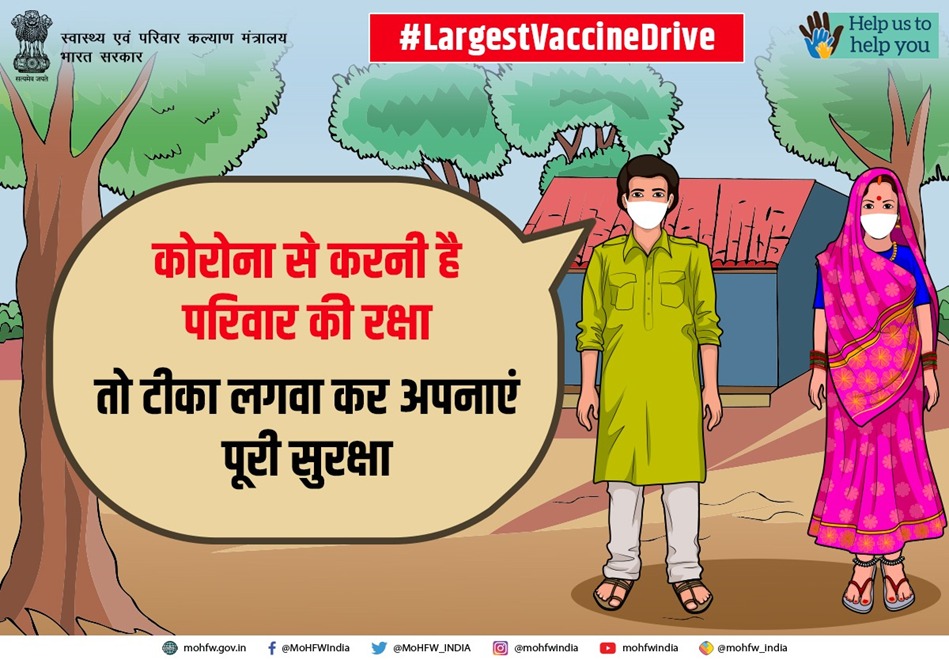 स्वास्थ्य एवं परिवार कल्याण मंत्रालय
भारत सरकार
सत्यमेव जयते
#LargestVaccineDrive
Help us to
help you
कोरोना से करनी है
परिवार की रक्षा
तो टीका लगवा कर अपनाएं
पूरी सुरक्षा
mohfw.gov.in @MoHFWIndia @MoHFW_INDIA @mohfwindia mohfwindia @mohfw_india